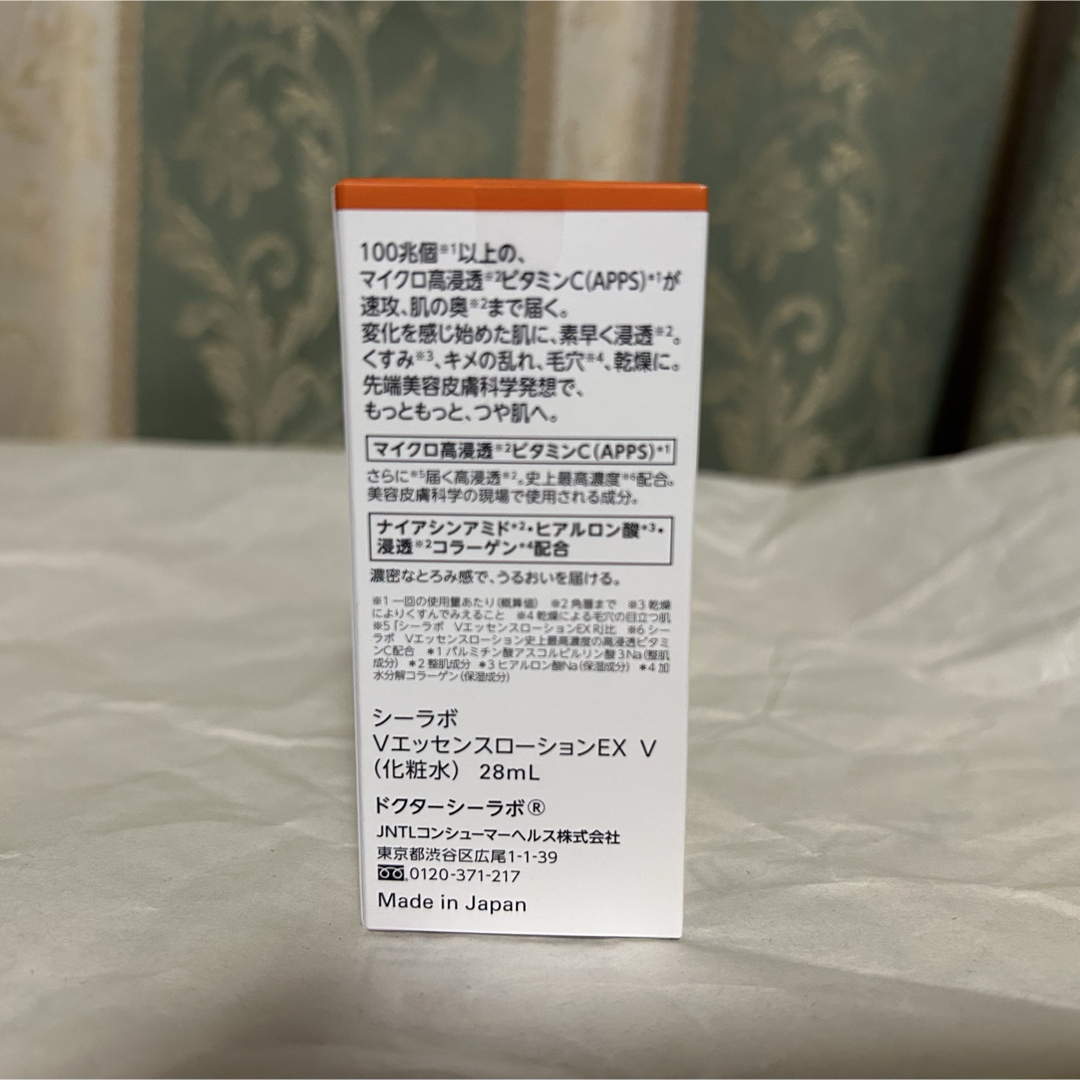 100兆個※1以上の、
マイクロ高浸透※2ビタミンC(APPS)*1が
速攻、肌の奥※2まで届く。
変化を感じ始めた肌に、素早く浸透※2。
くすみ※3、キメの乱れ、毛穴※4、乾燥に。
先端美容皮膚科学発想で、
もっともっと、つや肌へ。
マイクロ高浸透※2ビタミンC(APPS)*1
さらに※5届く高浸透※2。史上最高濃度※6配合。
美容皮膚科学の現場で使用される成分。
ナイアシンアミド*2・ヒアルロン酸*3・
浸透※2コラーゲン*4配合
濃密なとろみ感で、うるおいを届ける。
※1 一回の使用量あたり(概算値) ※2 角層まで ※3 乾燥
によりくすんでみえること ※4 乾燥による毛穴の目立つ肌
※5「シーラボ VエッセンスローションEX R」比 ※6 シー
ラボ Vエッセンスローション史上最高濃度の高浸透ビタミ
ンC配合 *1 パルミチン酸アスコルビルリン酸3Na(整肌
成分) *2 整肌成分 *3 ヒアルロン酸Na(保湿成分) *4 加
水分解コラーゲン(保湿成分)
シーラボ
VエッセンスローションEX V
(化粧水) 28mL
ドクターシーラボ®
JNTLコンシューマーヘルス株式会社
東京都渋谷区広尾1-1-39
0120-371-217
Made in Japan